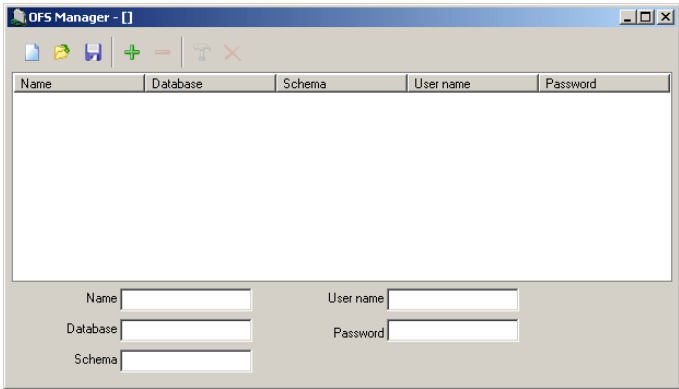 OFS Manager - []
Name Database Schema User name Password
Name User name
Database Password
Schema